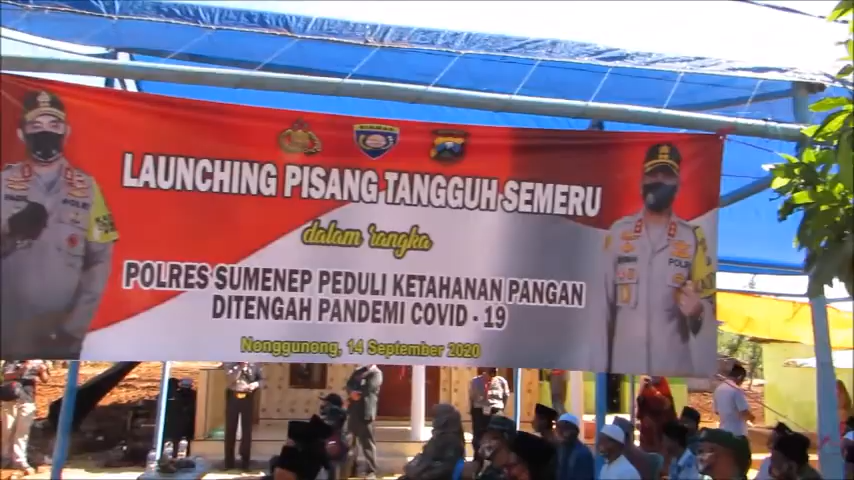 LAUNCHING PISANG TANGGUH SEMERU
dalam rangka
POLRES SUMENEP PEDULI KETAHANAN PANGAN
DITENGAH PANDEMI COVID - 19
NONGGUNONG, 14 SEPTEMBER 2020